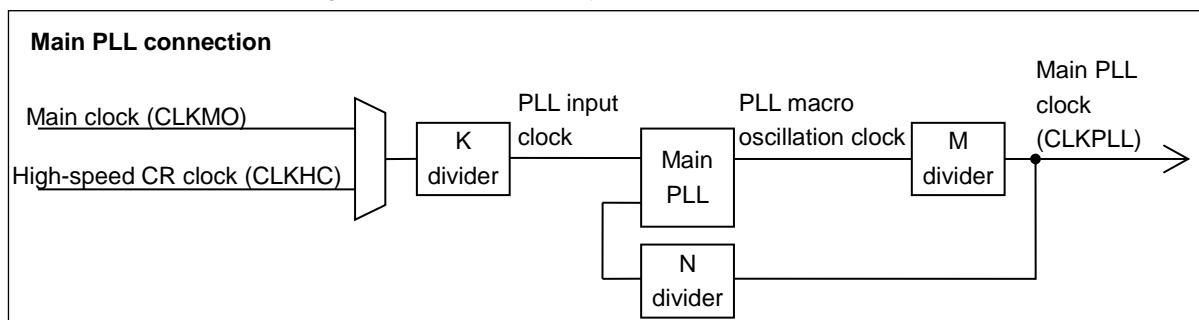 Main PLL connection
Main clock (CLKMO)
High-speed CR clock (CLKHC)
K
divider
PLL input
clock
Main
PLL
PLL macro
oscillation clock
M
divider
Main PLL
clock
(CLKPLL)
N
divider